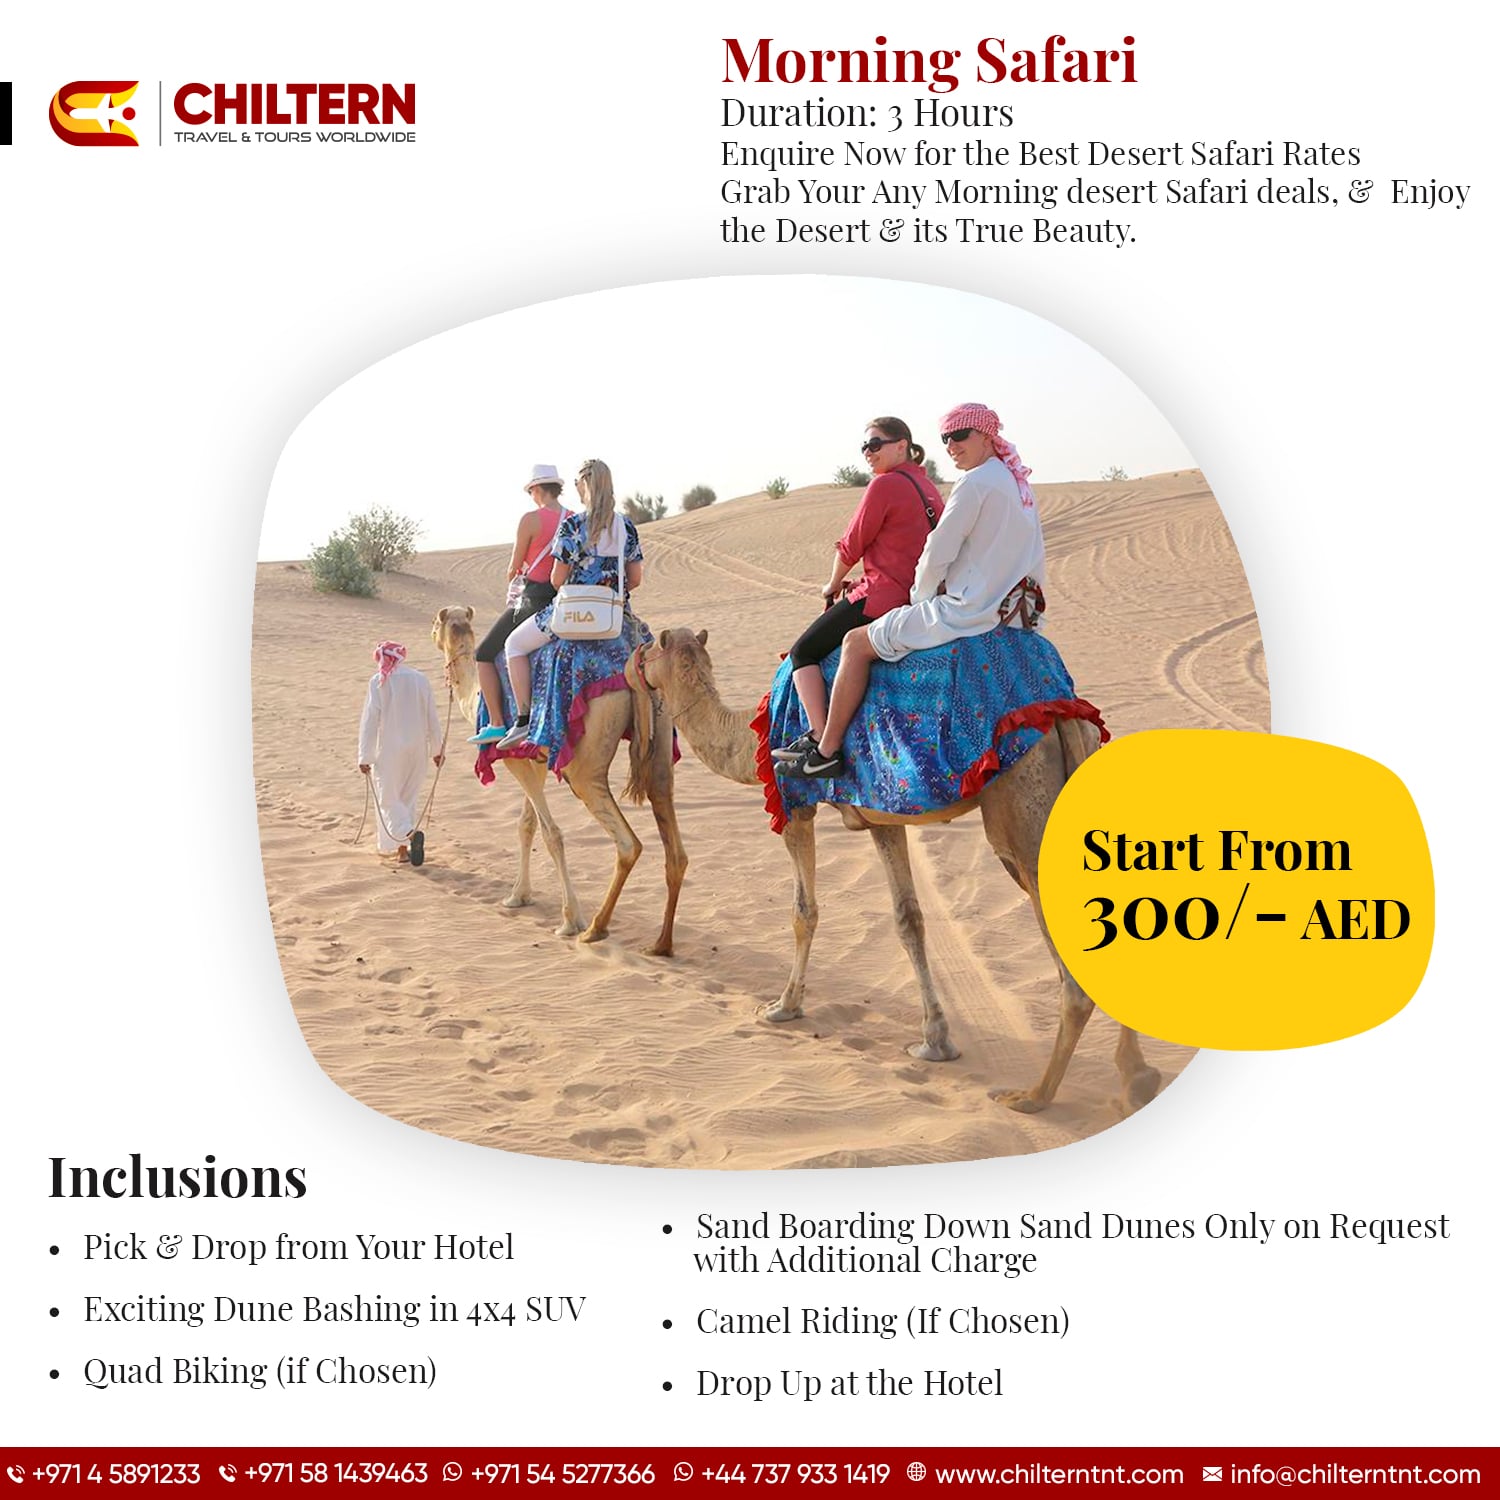 CHILTERN
TRAVEL & TOURS WORLDWIDE
Morning Safari
Duration: 3 Hours
Enquire Now for the Best Desert Safari Rates
Grab Your Any Morning desert Safari deals, & Enjoy
the Desert & its True Beauty.
FILA
Start From
300/- AED
Inclusions
• Pick & Drop from Your Hotel
• Exciting Dune Bashing in 4x4 SUV
• Quad Biking (if Chosen)
• Sand Boarding Down Sand Dunes Only on Request
with Additional Charge
• Camel Riding (If Chosen)
• Drop Up at the Hotel
+971 4 5891233 +971 58 1439463 +971 54 5277366 +44 737 933 1419 www.chilterntnt.com info@chilterntnt.com